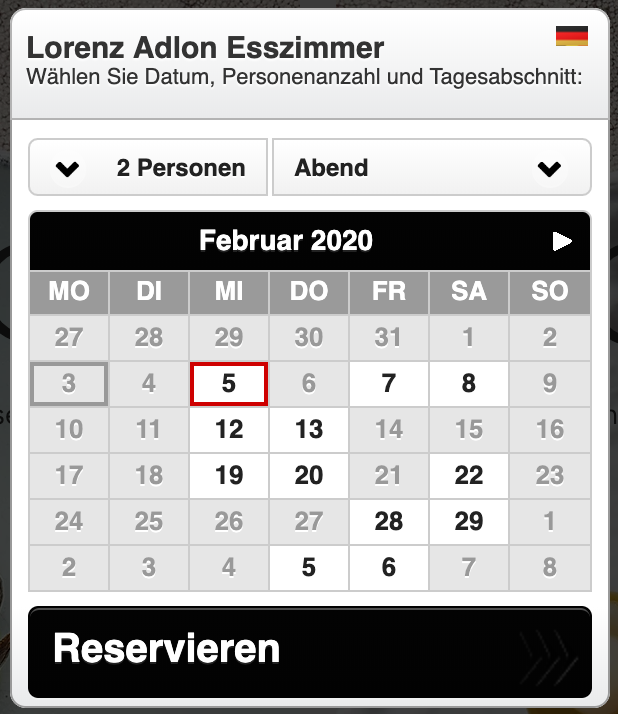 Lorenz Adlon Esszimmer
Wählen Sie Datum, Personenanzahl und Tagesabschnitt:
2 Personen Abend
Februar 2020
MO DI MI DO FR SA SO
27 28 29 30 31 1 2
3 4 5 6 7 8 9
10 11 12 13 14 15 16
17 18 19 20 21 22 23
24 25 26 27 28 29 1
2 3 4 5 6 7 8
Reservieren